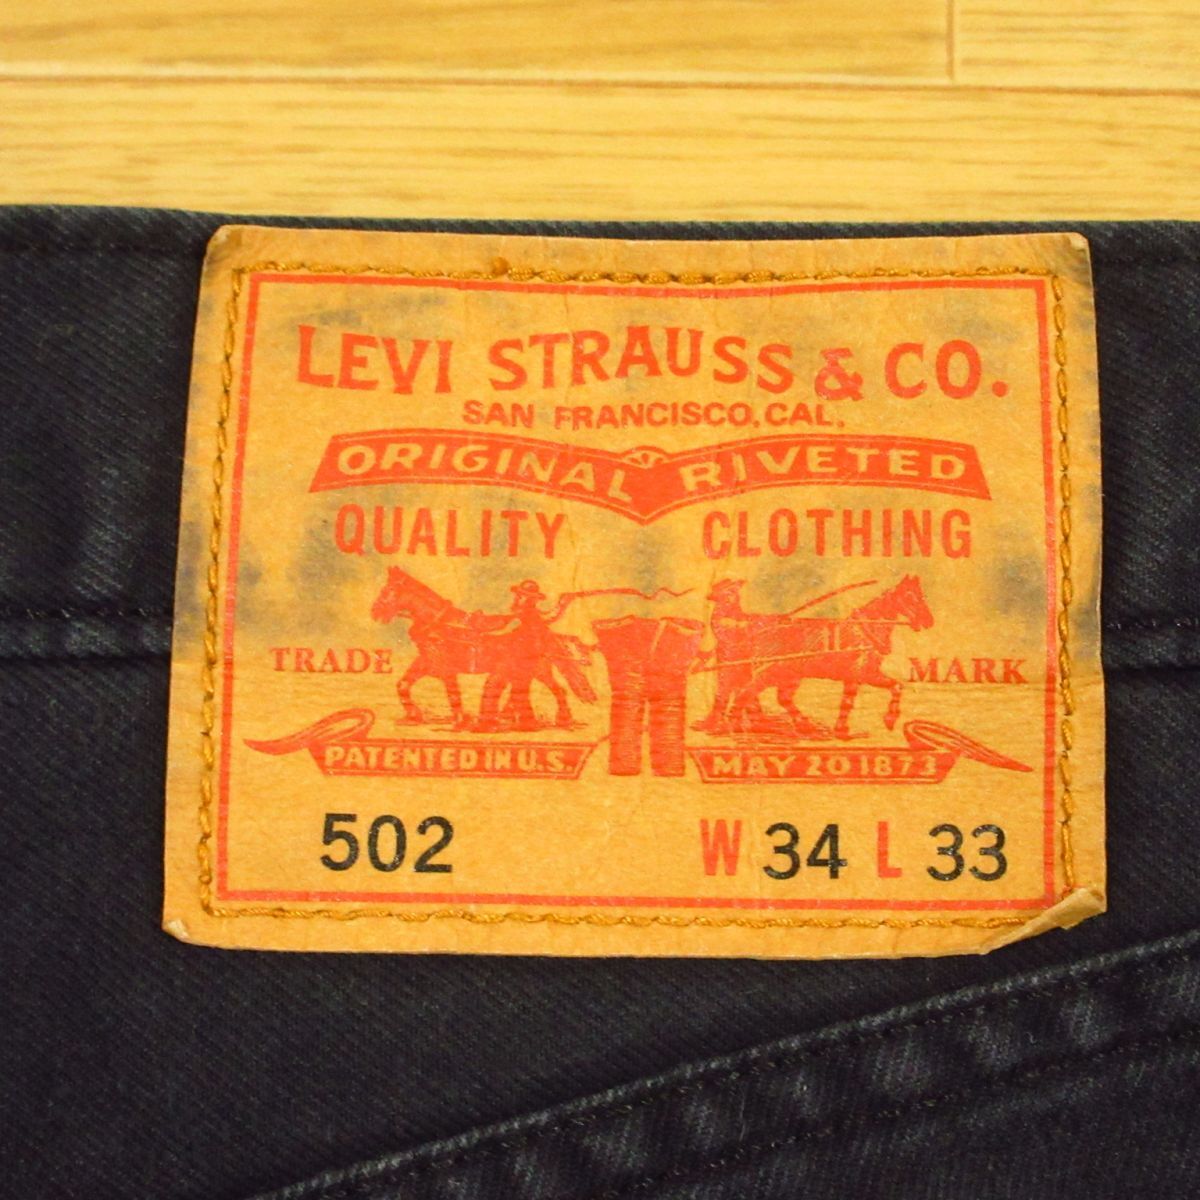 LEVI STRAUSS & CO.
SAN FRANCISCO, CAL.
ORIGINAL RIVETED
QUALITY CLOTHING
TRADE MARK
PATENTED IN U.S. MAY 20 1873
502 W 34 L 33